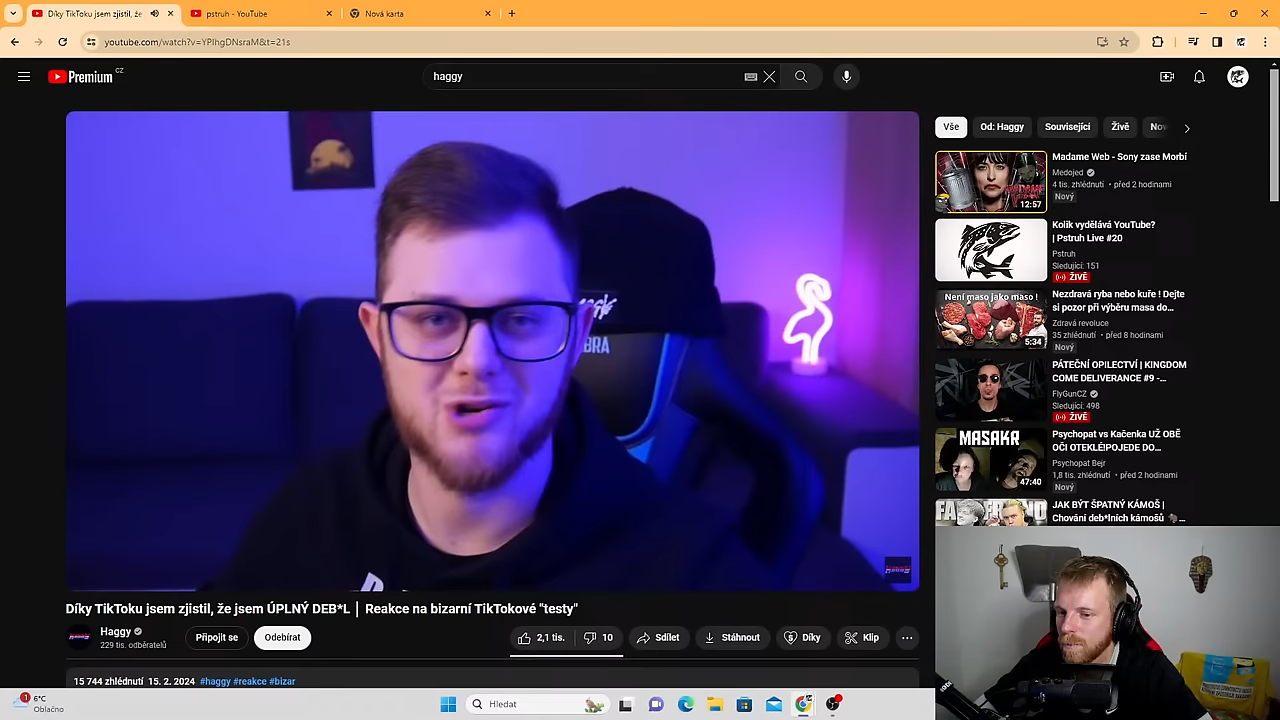 Díky TikToku jsem zjistil, že
pstruh - YouTube
Nová karta
youtube.com/watch?v=YPIhgDNsraM&t=21s
Premium CZ
haggy
BRA
Díky TikToku jsem zjistil, že jsem ÚPLNÝ DEB*L │ Reakce na bizarní TikTokové "testy"
Haggy
229 tis. odběratelů
Připojit se
Odebírat
2,1 tis.
10
Sdílet
Stáhnout
Díky
Klip
15 744 zhlédnutí 15. 2. 2024 #haggy #reakce #bizar
Vše
Od: Haggy
Související
Živě
Nov
12:57
Madame Web - Sony zase Morbí
Medojed
4 tis. zhlédnutí • před 2 hodinami
Nový
Kolik vydělává YouTube?
| Pstruh Live #20
Pstruh
Sledující: 151
ŽIVĚ
Není maso jako maso !
5:34
Nezdravá ryba nebo kuře ! Dejte
si pozor při výběru masa do...
Zdravá revoluce
35 zhlédnutí • před 8 hodinami
Nový
PÁTEČNÍ OPILECTVÍ | KINGDOM
COME DELIVERANCE #9 -...
FlyGunCZ
Sledující: 498
ŽIVĚ
MASAKR
47:40
Psychopat vs Kačenka UŽ OBĚ
OČI OTEKLÉ!POJEDE DO...
Psychopat Bejr
1,8 tis. zhlédnutí • před 2 hodinami
Nový
JAK BÝT ŠPATNÝ KÁMOŠ |
Chování deb*lních kámošů
1
6°C
Oblačno
Hledat